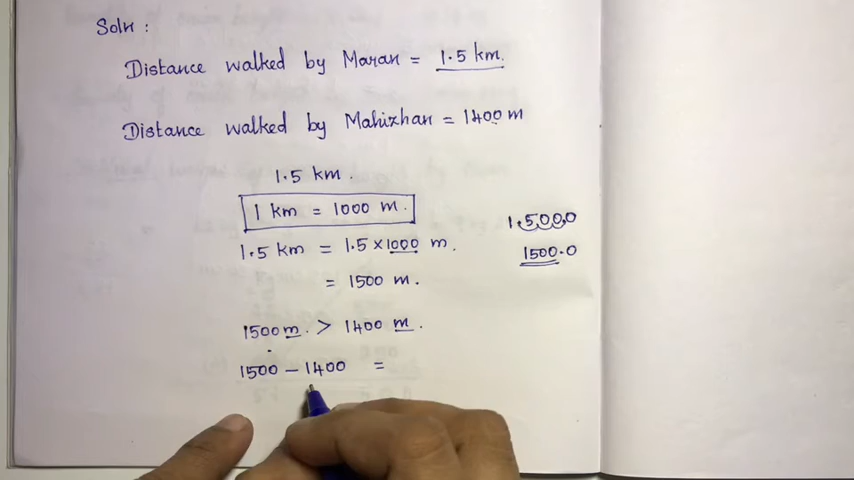 Soln :
Distance walked by Maran = 1.5 km.
Distance walked by Mahizhan = 1400 m
1.5 km.
1 km = 1000 m.
1.5 km = 1.5 × 1000 m.
= 1500 m.
1500 m. > 1400 m.
1500 – 1400 =
1.5000
1500.0